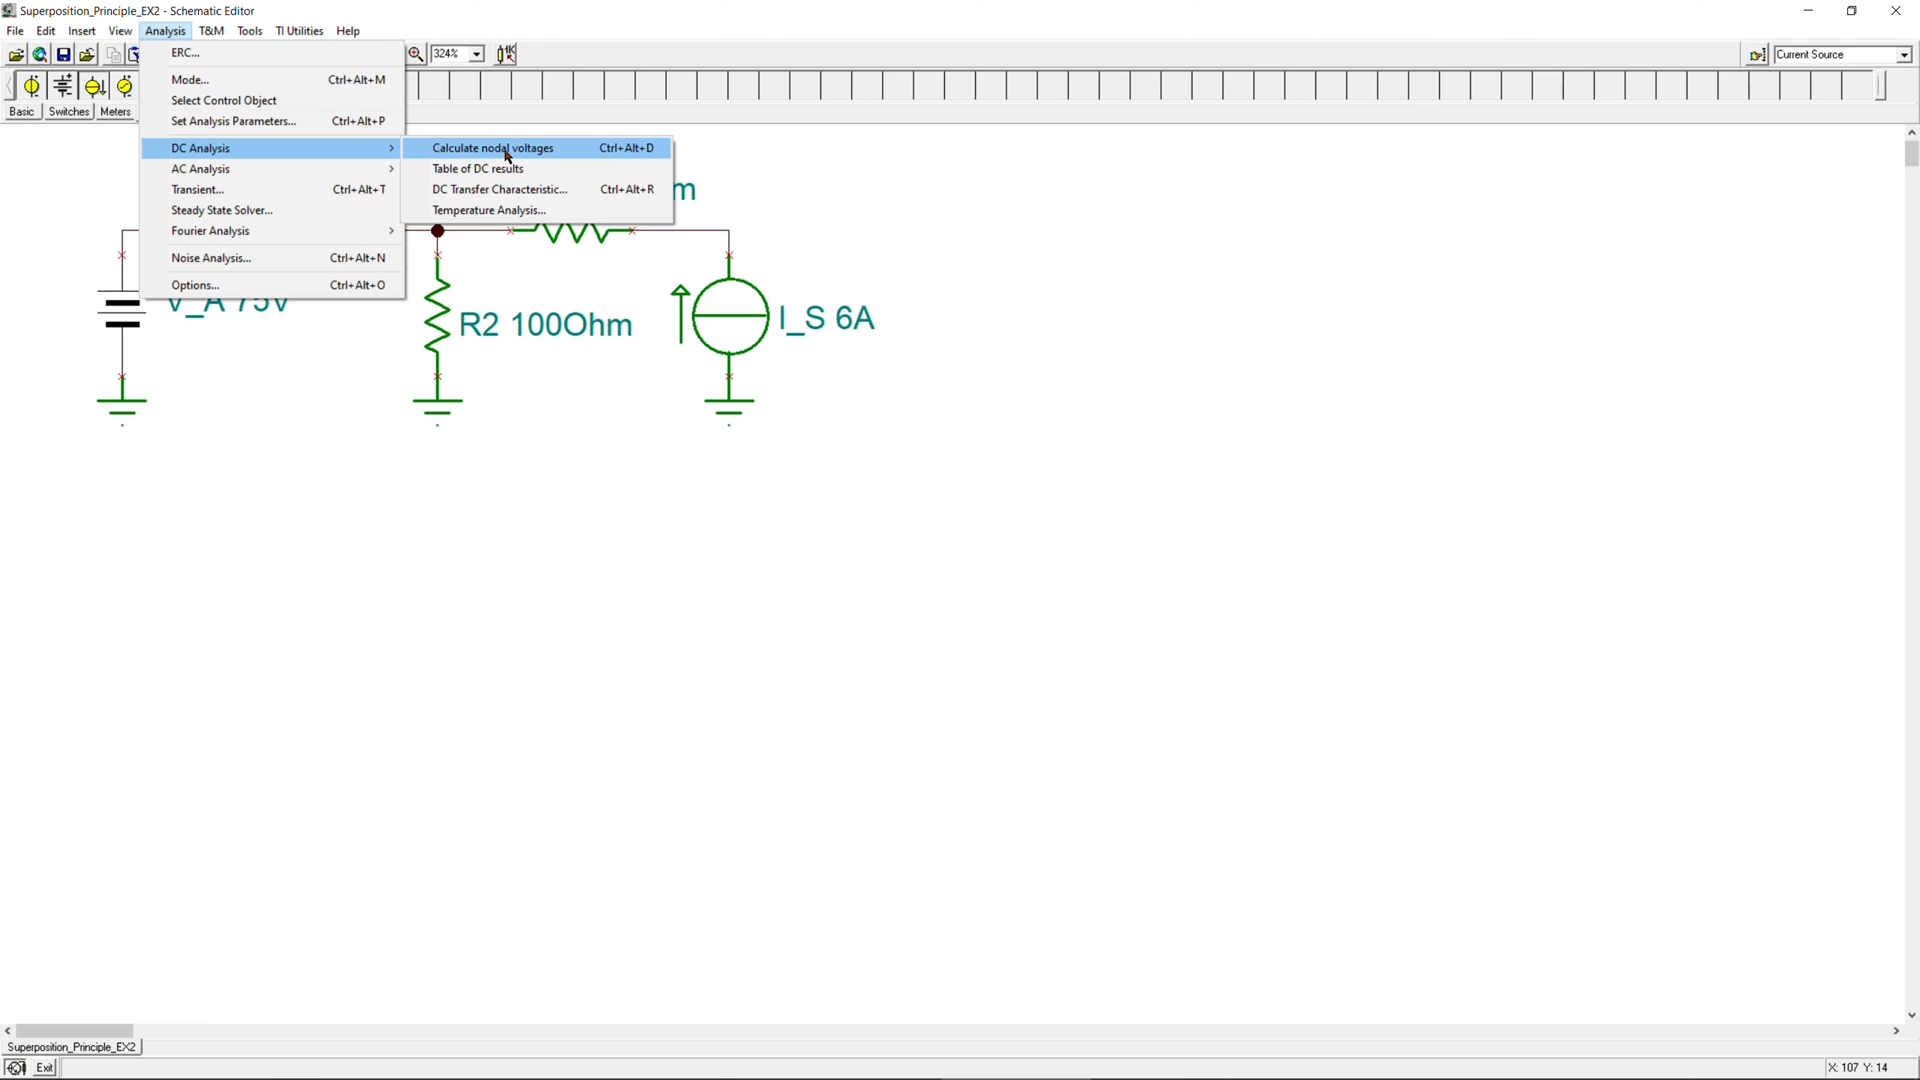 Superposition_Principle_EX2 - Schematic Editor
File Edit Insert View Analysis T&M Tools TI Utilities Help
324%
Current Source
Basic Switches Meters
ERC...
Mode... Ctrl+Alt+M
Select Control Object
Set Analysis Parameters... Ctrl+Alt+P
DC Analysis
AC Analysis
Transient... Ctrl+Alt+T
Steady State Solver...
Fourier Analysis
Noise Analysis... Ctrl+Alt+N
Options... Ctrl+Alt+O
Calculate nodal voltages Ctrl+Alt+D
Table of DC results
DC Transfer Characteristic... Ctrl+Alt+R
Temperature Analysis...
m
V_A 75V
R2 100Ohm
I_S 6A
Superposition_Principle_EX2
Exit
X: 107 Y: 14